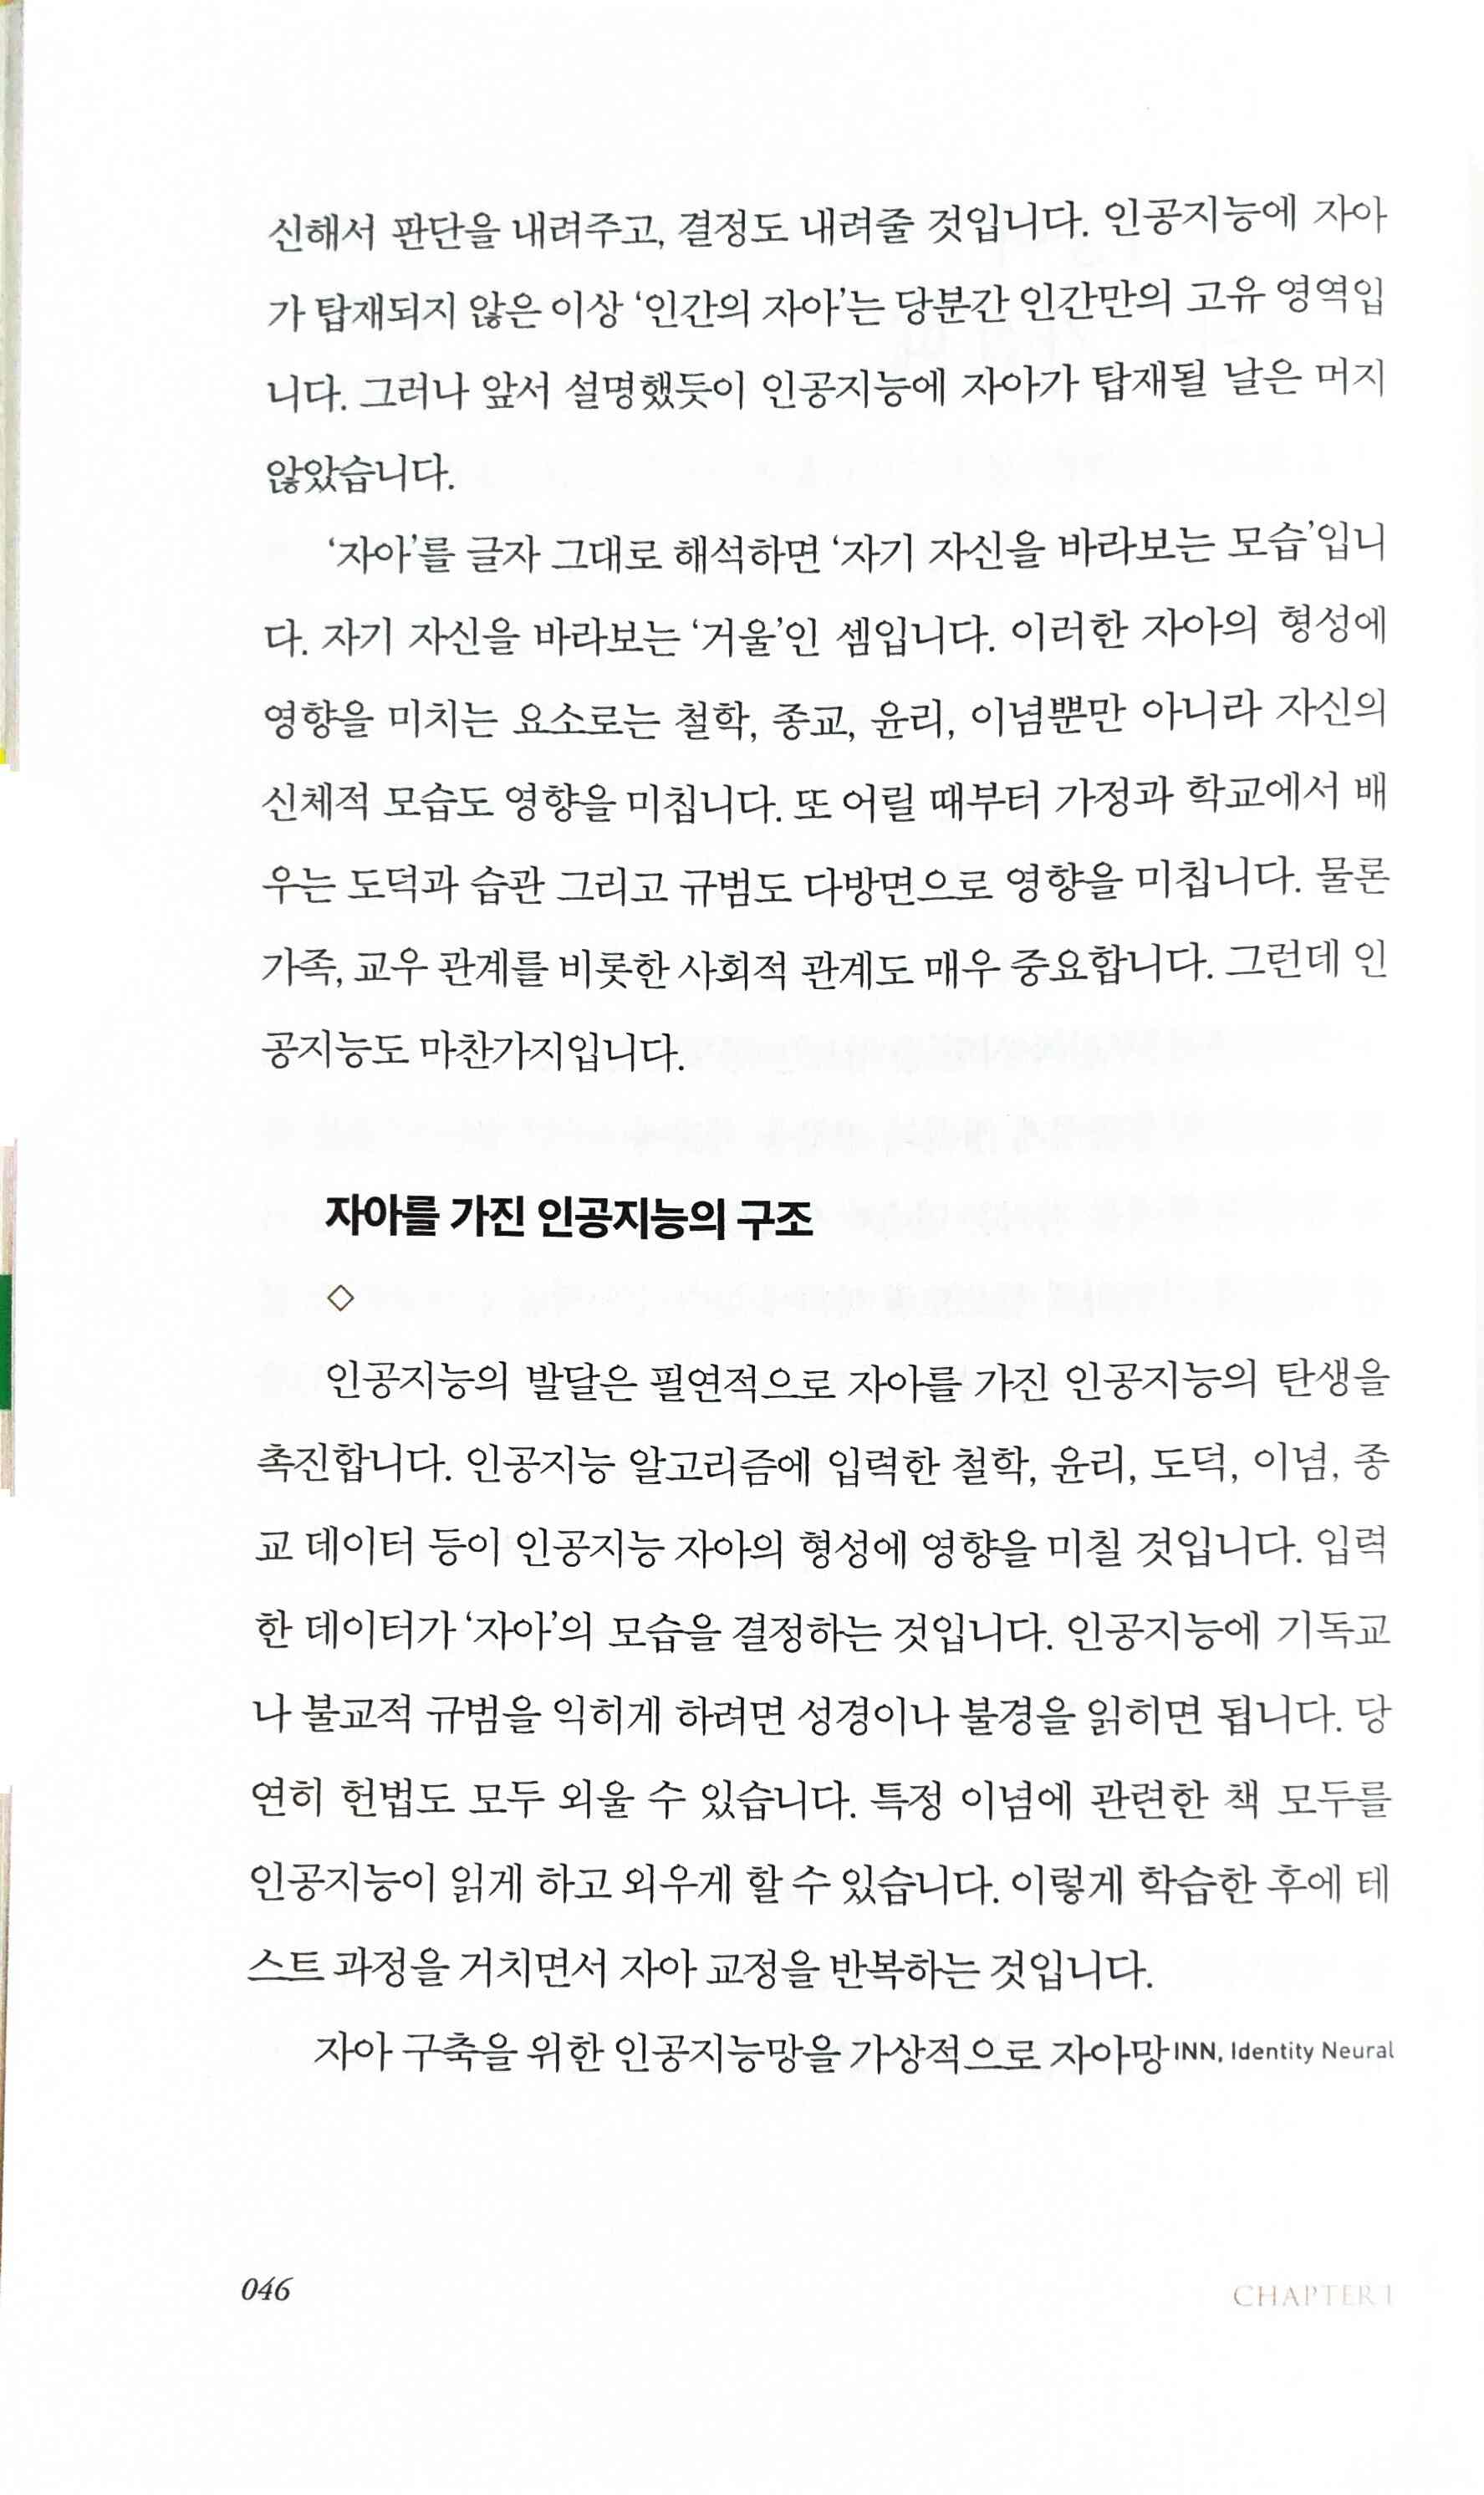 신해서 판단을 내려주고, 결정도 내려줄 것입니다. 인공지능에 자아
가 탑재되지 않은 이상 ‘인간의 자아’는 당분간 인간만의 고유 영역입
니다. 그러나 앞서 설명했듯이 인공지능에 자아가 탑재될 날은 머지
않았습니다.
‘자아’를 글자 그대로 해석하면 ‘자기 자신을 바라보는 모습’입니
다. 자기 자신을 바라보는 ‘거울’인 셈입니다. 이러한 자아의 형성에
영향을 미치는 요소로는 철학, 종교, 윤리, 이념뿐만 아니라 자신의
신체적 모습도 영향을 미칩니다. 또 어릴 때부터 가정과 학교에서 배
우는 도덕과 습관 그리고 규범도 다방면으로 영향을 미칩니다. 물론
가족, 교우 관계를 비롯한 사회적 관계도 매우 중요합니다. 그런데 인
공지능도 마찬가지입니다.
자아를 가진 인공지능의 구조
인공지능의 발달은 필연적으로 자아를 가진 인공지능의 탄생을
촉진합니다. 인공지능 알고리즘에 입력한 철학, 윤리, 도덕, 이념, 종
교 데이터 등이 인공지능 자아의 형성에 영향을 미칠 것입니다. 입력
한 데이터가 ‘자아’의 모습을 결정하는 것입니다. 인공지능에 기독교
나 불교적 규범을 익히게 하려면 성경이나 불경을 읽히면 됩니다. 당
연히 헌법도 모두 외울 수 있습니다. 특정 이념에 관련한 책 모두를
인공지능이 읽게 하고 외우게 할 수 있습니다. 이렇게 학습한 후에 테
스트 과정을 거치면서 자아 교정을 반복하는 것입니다.
자아 구축을 위한 인공지능망을 가상적으로 자아망INN, Identity Neural
046
CHAPTER I